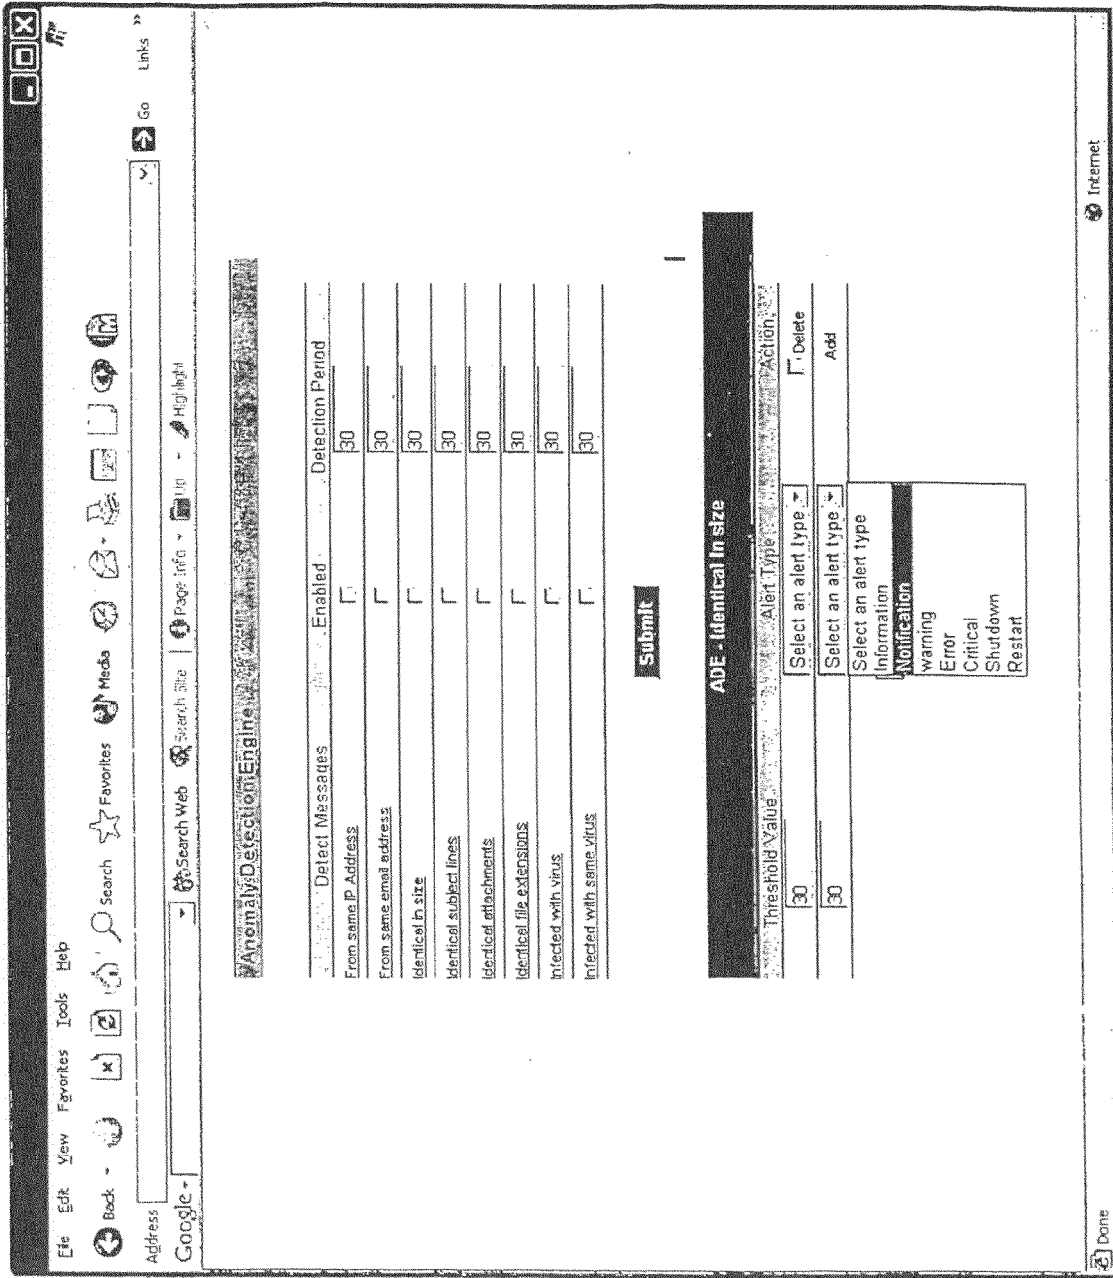 File Edit View Favorites Tools Help
Back Search Favorites Media
Address Go Links »
Google Search Web Search Site Page Info Up Highlight
Anomaly Detection Engine
Detect Messages Enabled Detection Period
From same IP Address 30
From same email address 30
Identical in size 30
Identical subject lines 30
Identical attachments 30
Identical file extensions 30
Infected with virus 30
Infected with same virus 30
Submit
ADE - Identical in size
Threshold Value Alert Type Action
30 Select an alert type Delete
30 Select an alert type Add
Select an alert type
Information
Notification
warning
Error
Critical
Shutdown
Restart
Done Internet